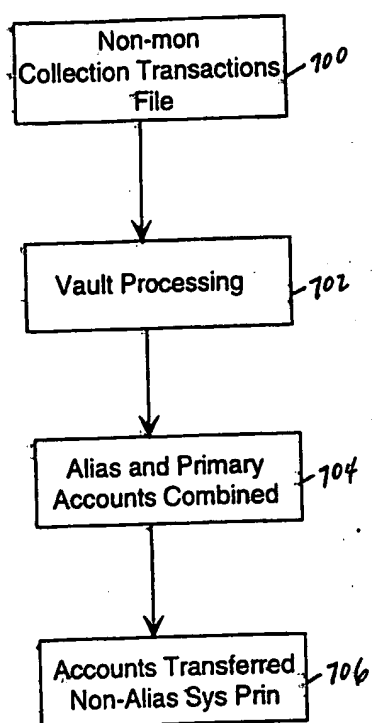 Non-mon
Collection Transactions
File
700
Vault Processing
702
Alias and Primary
Accounts Combined
704
Accounts Transferred
Non-Alias Sys Prin
706